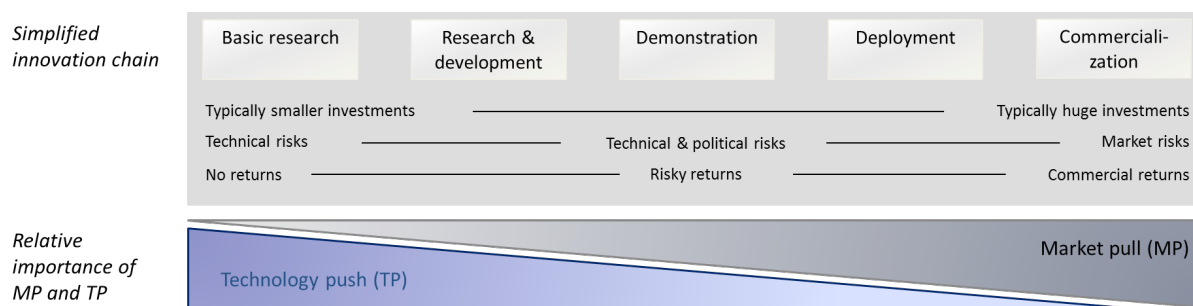 Simplified
innovation chain
Basic research
Research &
development
Demonstration
Deployment
Commerciali-
zation
Typically smaller investments
Typically huge investments
Technical risks
Technical & political risks
Market risks
No returns
Risky returns
Commercial returns
Relative
importance of
MP and TP
Market pull (MP)
Technology push (TP)